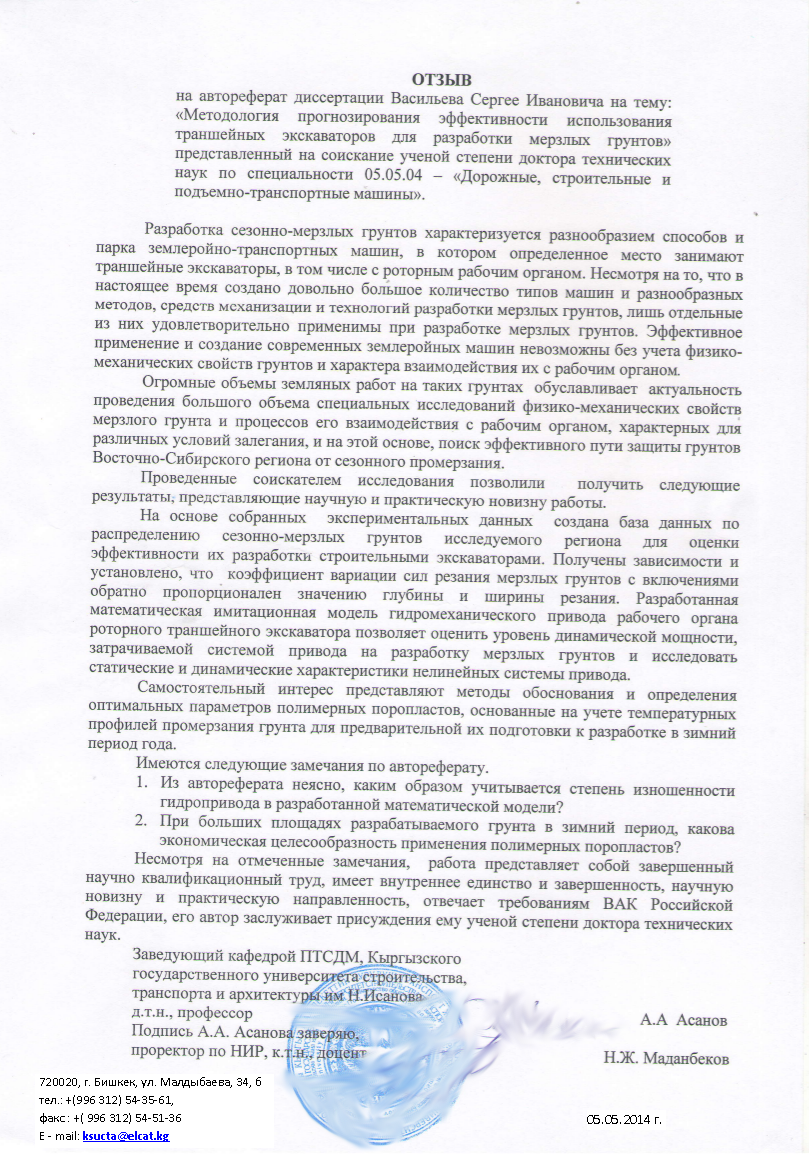 ОТЗЫВ
на автореферат диссертации Васильева Сергее Ивановича на тему:
«Методология прогнозирования эффективности использования
траншейных экскаваторов для разработки мерзлых грунтов»
представленный на соискание ученой степени доктора технических
наук по специальности 05.05.04 – «Дорожные, строительные и
подъемно-транспортные машины».
Разработка сезонно-мерзлых грунтов характеризуется разнообразием способов и
парка землеройно-транспортных машин, в котором определенное место занимают
траншейные экскаваторы, в том числе с роторным рабочим органом. Несмотря на то, что в
настоящее время создано довольно большое количество типов машин и разнообразных
методов, средств механизации и технологий разработки мерзлых грунтов, лишь отдельные
из них удовлетворительно применимы при разработке мерзлых грунтов. Эффективное
применение и создание современных землеройных машин невозможны без учета физико-
механических свойств грунтов и характера взаимодействия их с рабочим органом.
Огромные объемы земляных работ на таких грунтах обуславливает актуальность
проведения большого объема специальных исследований физико-механических свойств
мерзлого грунта и процессов его взаимодействия с рабочим органом, характерных для
различных условий залегания, и на этой основе, поиск эффективного пути защиты грунтов
Восточно-Сибирского региона от сезонного промерзания.
Проведенные соискателем исследования позволили получить следующие
результаты, представляющие научную и практическую новизну работы.
На основе собранных экспериментальных данных создана база данных по
распределению сезонно-мерзлых грунтов исследуемого региона для оценки
эффективности их разработки строительными экскаваторами. Получены зависимости и
установлено, что коэффициент вариации сил резания мерзлых грунтов с включениями
обратно пропорционален значению глубины и ширины резания. Разработанная
математическая имитационная модель гидромеханического привода рабочего органа
роторного траншейного экскаватора позволяет оценить уровень динамической мощности,
затрачиваемой системой привода на разработку мерзлых грунтов и исследовать
статические и динамические характеристики нелинейных системы привода.
Самостоятельный интерес представляют методы обоснования и определения
оптимальных параметров полимерных поропластов, основанные на учете температурных
профилей промерзания грунта для предварительной их подготовки к разработке в зимний
период года.
Имеются следующие замечания по автореферату.
1. Из автореферата неясно, каким образом учитывается степень изношенности
гидропривода в разработанной математической модели?
2. При больших площадях разрабатываемого грунта в зимний период, какова
экономическая целесообразность применения полимерных поропластов?
Несмотря на отмеченные замечания, работа представляет собой завершенный
научно квалификационный труд, имеет внутреннее единство и завершенность, научную
новизну и практическую направленность, отвечает требованиям ВАК Российской
Федерации, его автор заслуживает присуждения ему ученой степени доктора технических
наук.
Заведующий кафедрой ПТСДМ, Кыргызского
государственного университета строительства,
транспорта и архитектуры им Н.Исанова
д.т.н., профессор А.А Асанов
Подпись А.А. Асанова заверяю,
проректор по НИР, к.т.н., доцент Н.Ж. Маданбеков
720020, г. Бишкек, ул. Малдыбаева, 34, б
тел.: +(996 312) 54-35-61,
факс: +( 996 312) 54-51-36 05.05.2014 г.
E - mail: ksucta@elcat.kg